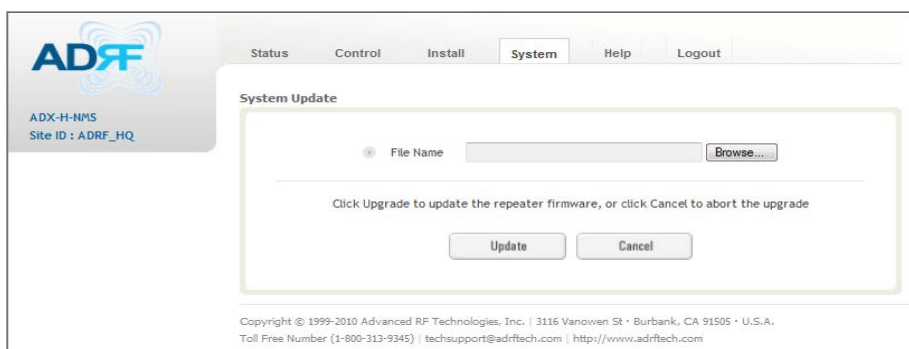 ADRF
Status Control Install System Help Logout
ADX-H-NMS
Site ID : ADRF_HQ
System Update
File Name Browse...
Click Upgrade to update the repeater firmware, or click Cancel to abort the upgrade
Update Cancel
Copyright © 1999-2010 Advanced RF Technologies, Inc. | 3116 Vanowen St · Burbank, CA 91505 · U.S.A.
Toll Free Number (1-800-313-9345) | techsupport@adrftech.com | http://www.adrftech.com